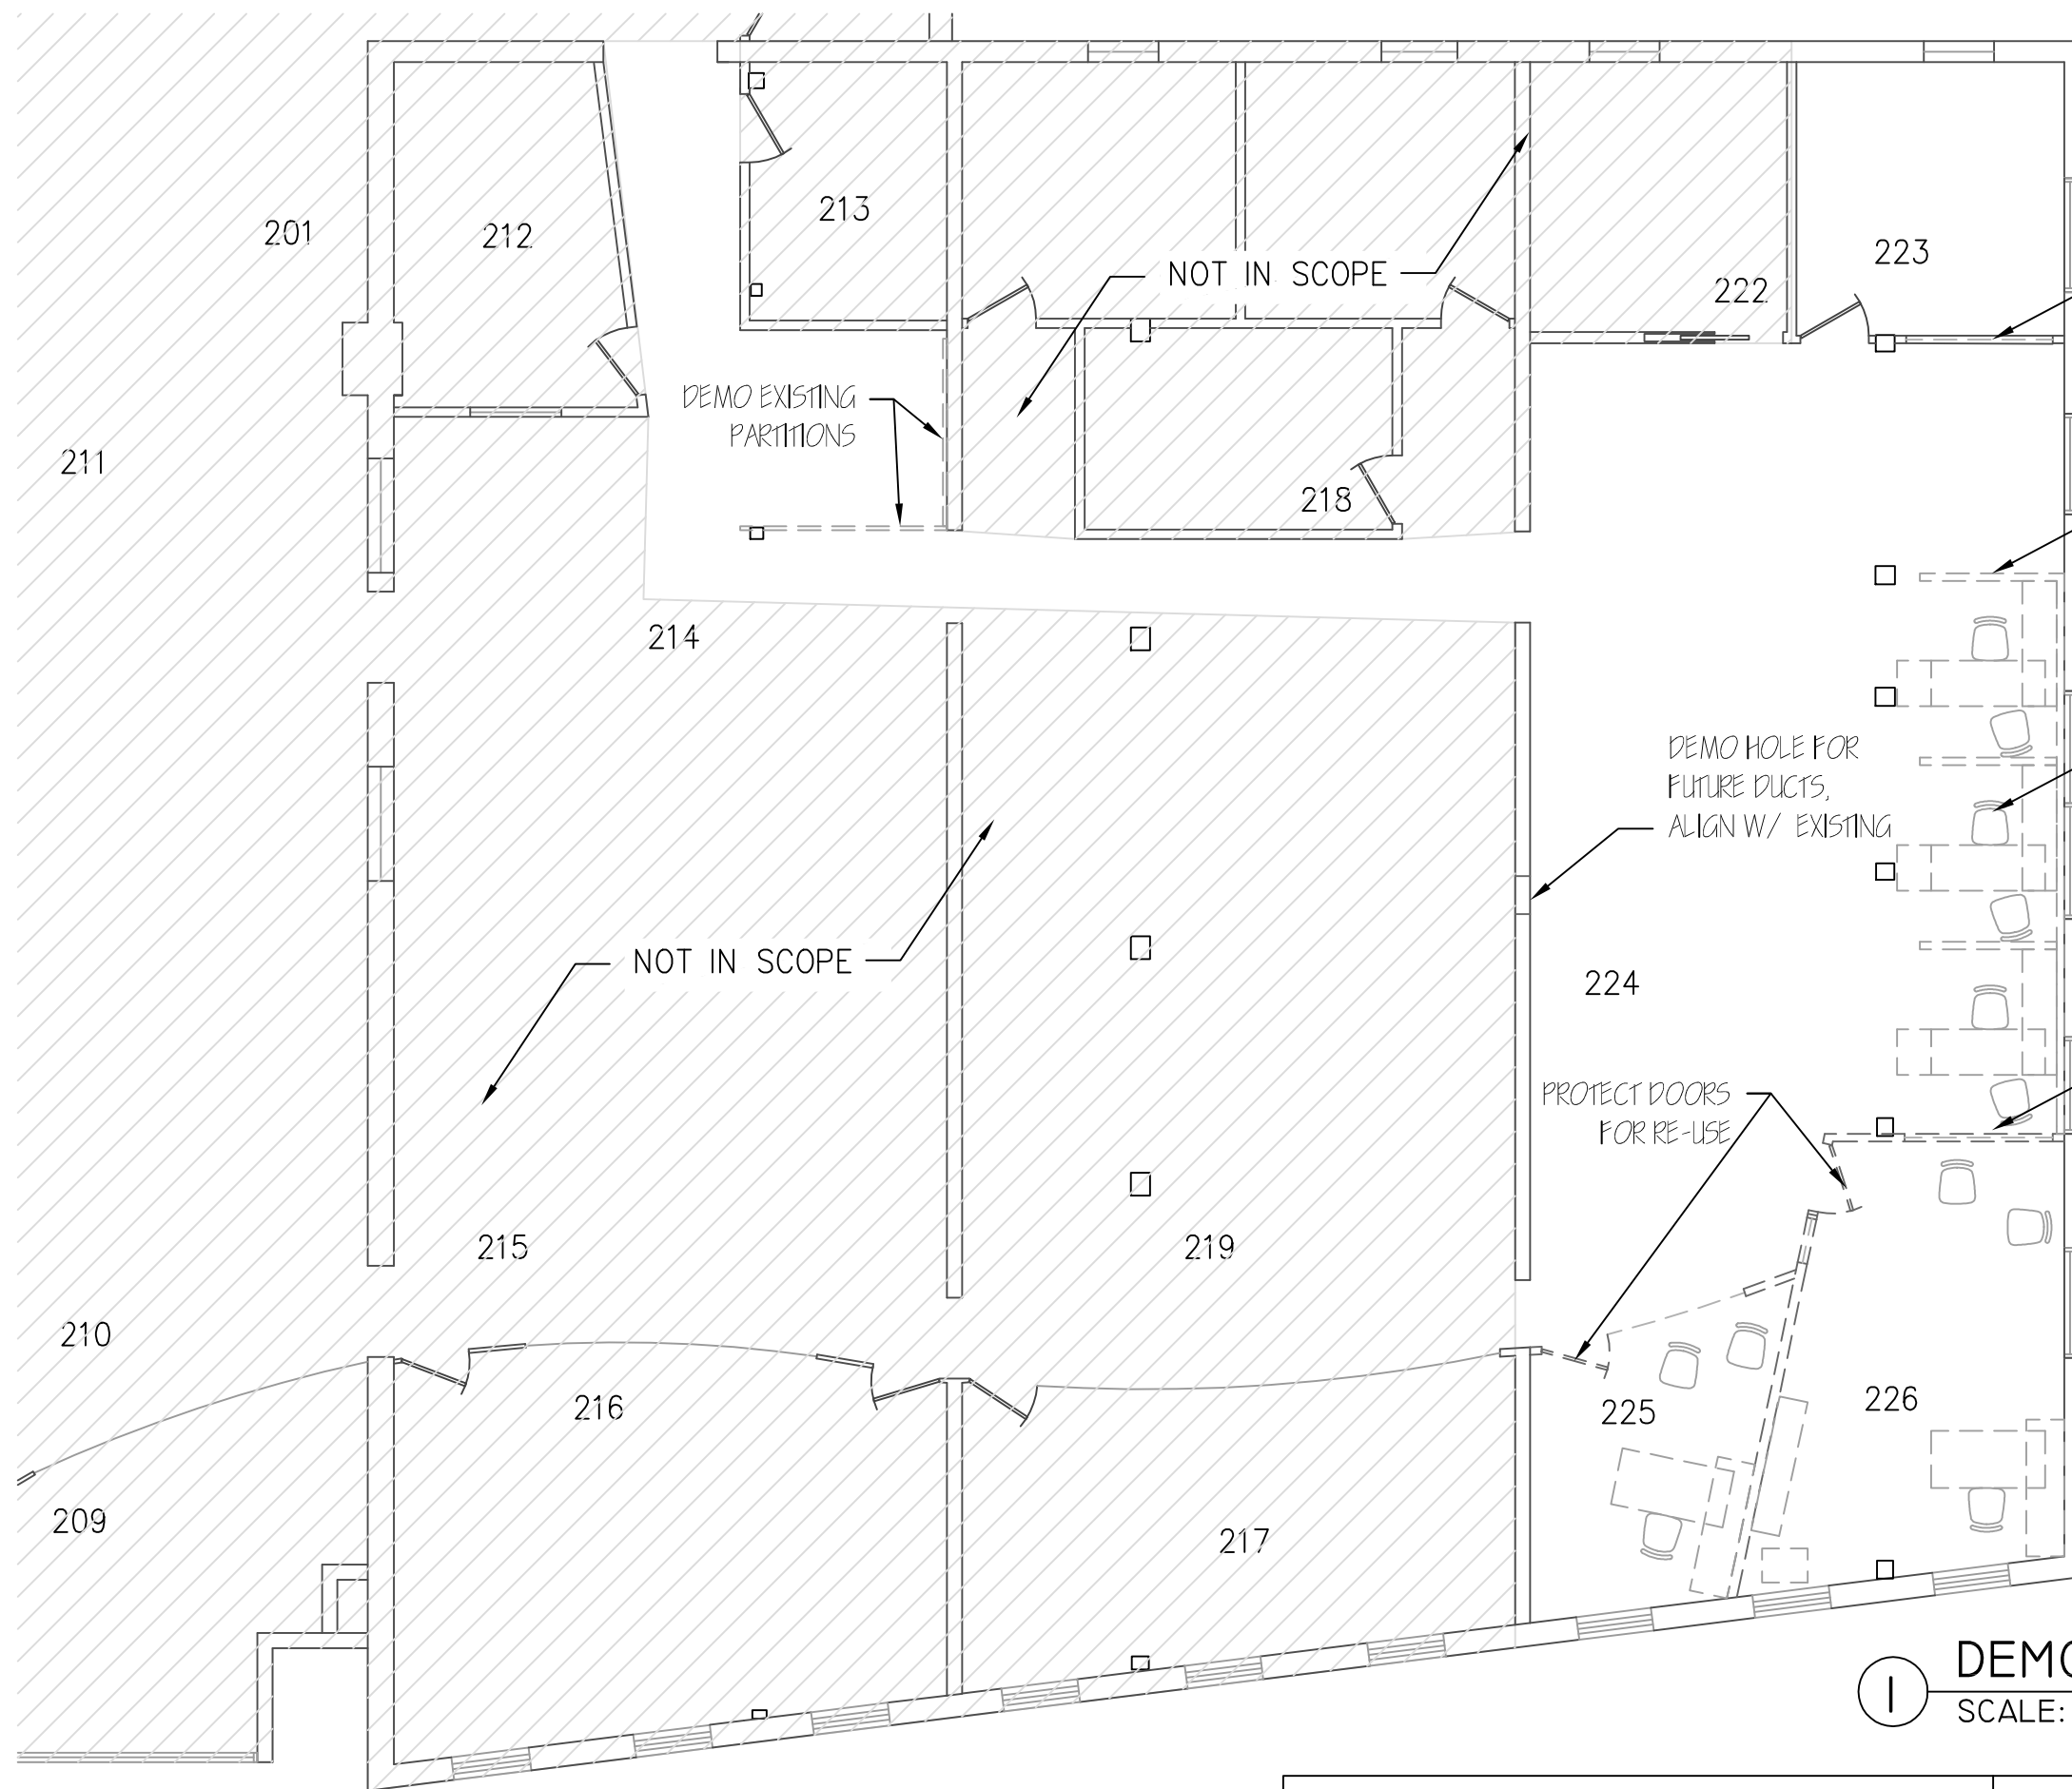 201
212
213
NOT IN SCOPE
222
223
211
DEMO EXISTING
PARTITIONS
218
214
DEMO HOLE FOR
FUTURE DUCTS,
ALIGN W/ EXISTING
NOT IN SCOPE
224
PROTECT DOORS
FOR RE-USE
215
219
210
216
225
226
209
217
1
DEMO
SCALE: